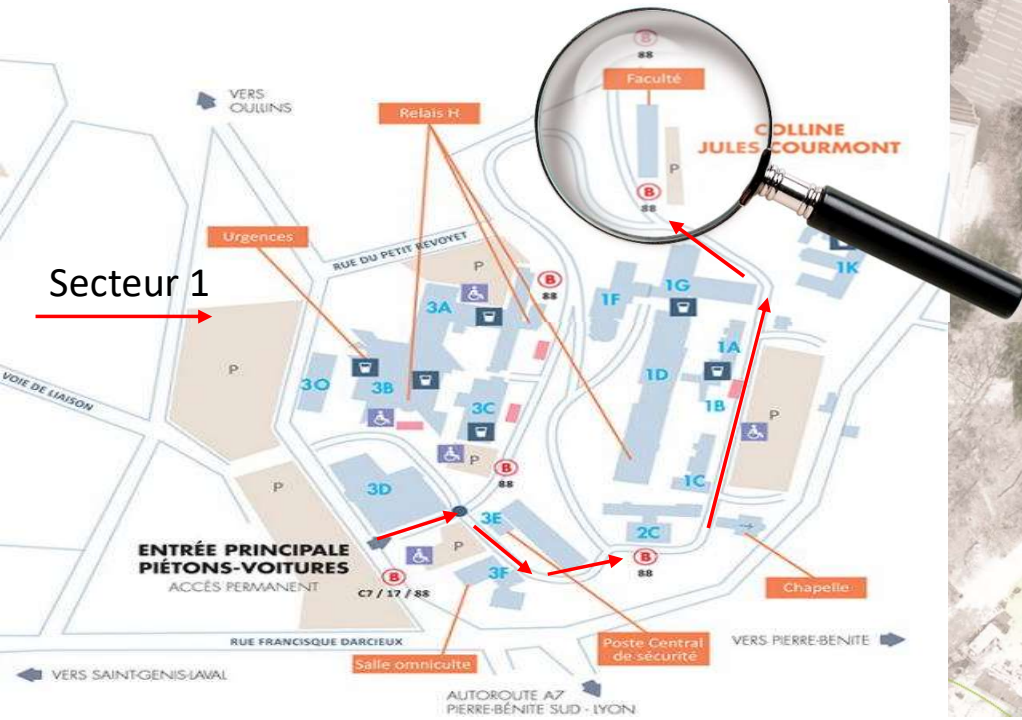 B
88
Faculté
VERS
OULLINS
Relais H
COLLINE
JULES COURMONT
P
B
88
Urgences
RUE DU PETIT REVOYET
P
1K
Secteur 1
B
88
1G
3A
1F
1A
P
3O
3B
1D
VOIE DE LIAISON
3C
1B
P
P
B
88
1C
P
3D
3E
2C
ENTRÉE PRINCIPALE
PIÉTONS-VOITURES
ACCÈS PERMANENT
P
B
88
3F
B
C7 / 17 / 88
Chapelle
RUE FRANCISQUE DARCIEUX
Poste Central
de sécurité
VERS PIERRE-BENITE
Salle omniculte
VERS SAINT-GENIS-LAVAL
AUTOROUTE A7
PIERRE-BÉNITE SUD - LYON